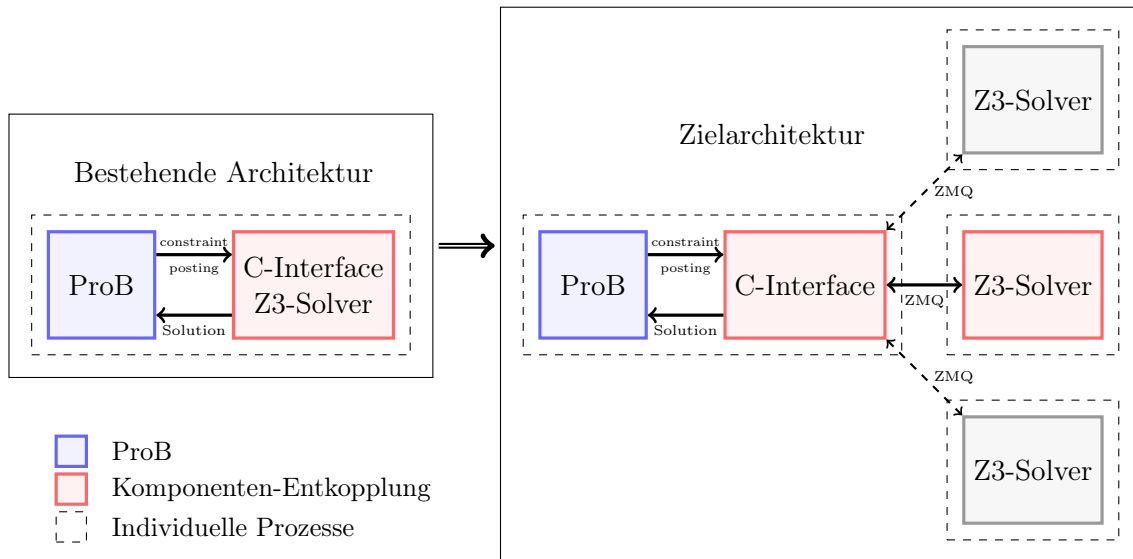 Bestehende Architektur
ProB
constraint
posting
Solution
C-Interface
Z3-Solver
Zielarchitektur
ProB
constraint
posting
Solution
C-Interface
ZMQ
Z3-Solver
ZMQ
Z3-Solver
ZMQ
Z3-Solver
ProB
Komponenten-Entkopplung
Individuelle Prozesse